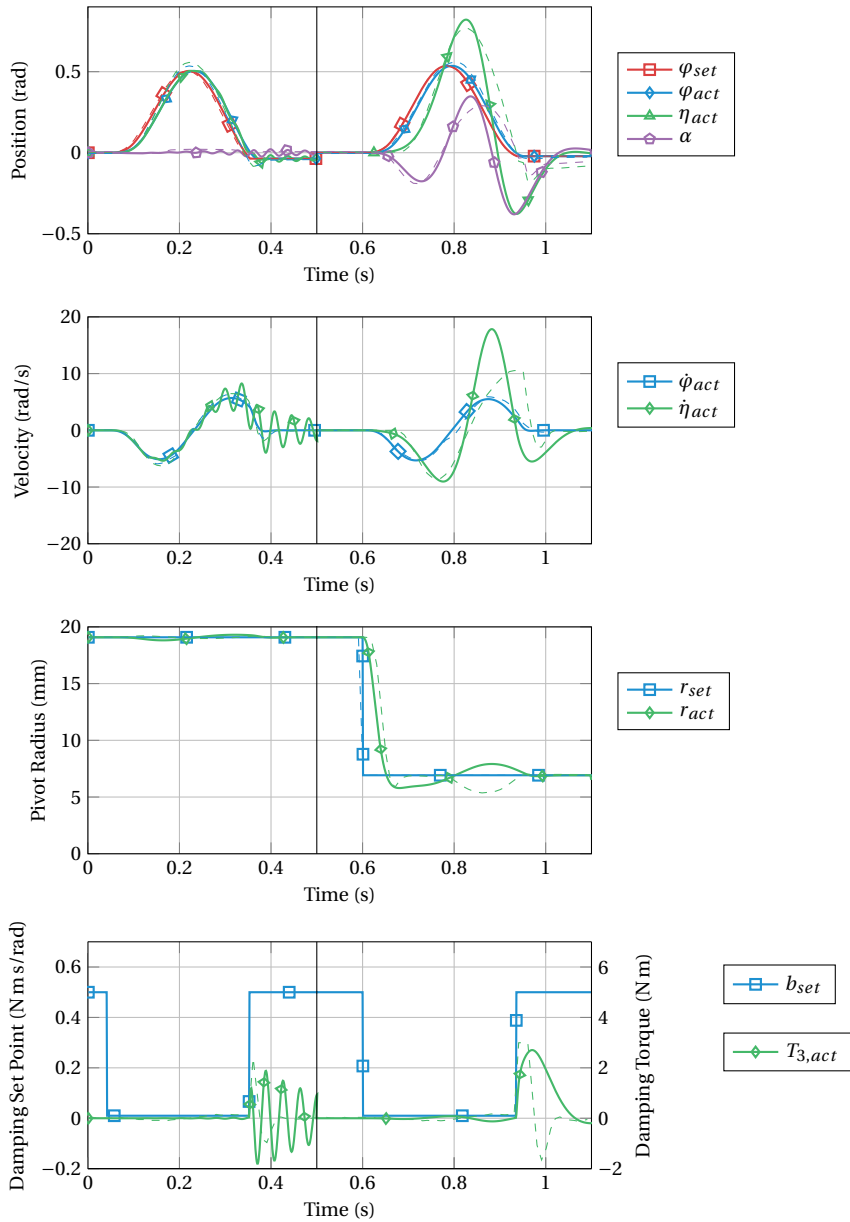 0.5
0
−0.5
0
0.2
0.4
0.6
0.8
1
Position (rad)
Time (s)
φset
φact
ηact
α
20
10
0
−10
−20
0
0.2
0.4
0.6
0.8
1
Velocity (rad/s)
Time (s)
φ̇act
η̇act
20
15
10
5
0
0
0.2
0.4
0.6
0.8
1
Pivot Radius (mm)
Time (s)
rset
ract
0.6
0.4
0.2
0
−0.2
0
0.2
0.4
0.6
0.8
1
6
4
2
0
−2
Damping Set Point (N m s/rad)
Damping Torque (N m)
Time (s)
bset
T3,act